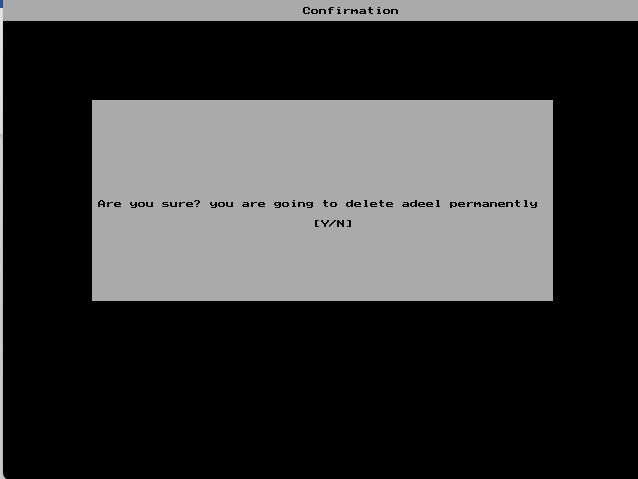 Confirmation
Are you sure? you are going to delete adeel permanently
[Y/N]